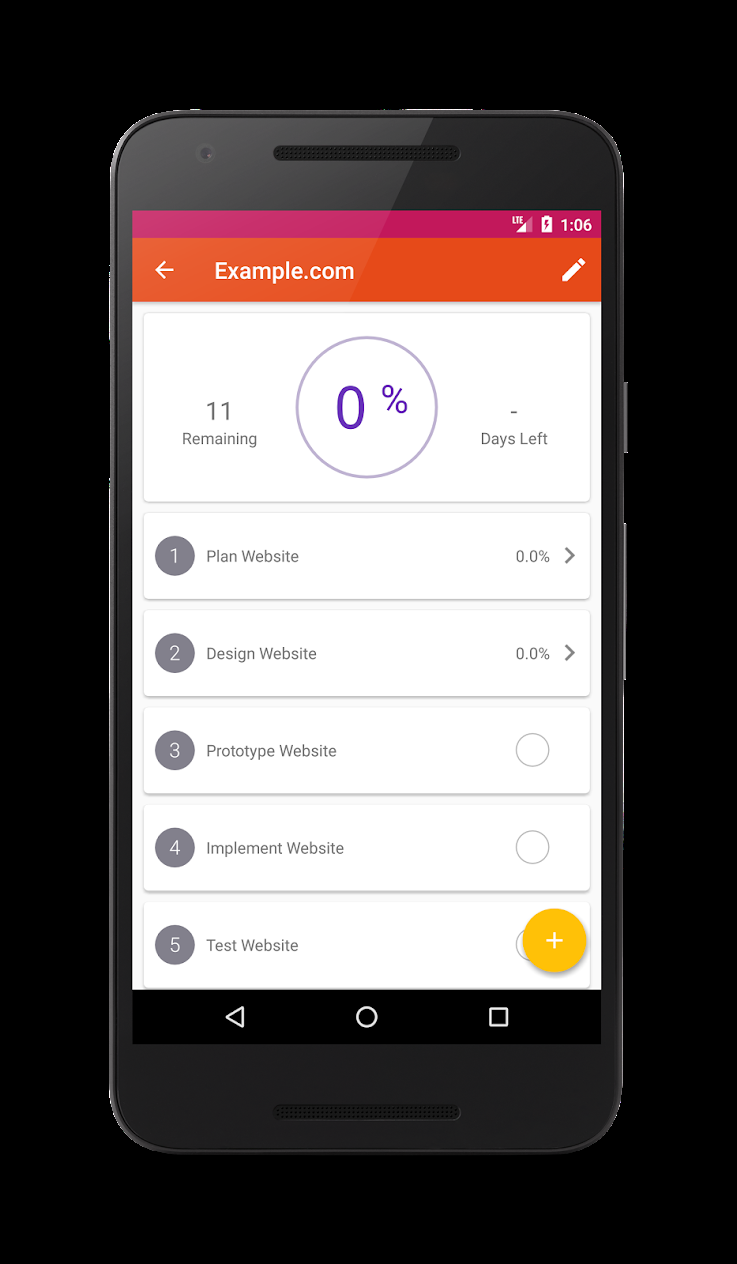 LTE 1:06
Example.com
0 %
11
Remaining
-
Days Left
1 Plan Website 0.0%
2 Design Website 0.0%
3 Prototype Website
4 Implement Website
5 Test Website
+